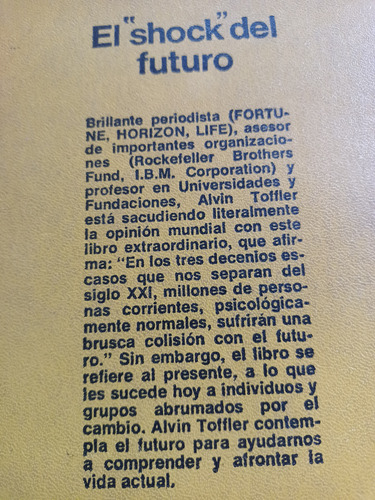 El "shock" del
futuro
Brillante periodista (FORTU-
NE, HORIZON, LIFE), asesor
de importantes organizacio-
nes (Rockefeller Brothers
Fund, I.B.M. Corporation) y
profesor en Universidades y
Fundaciones, Alvin Toffler
está sacudiendo literalmente
la opinión mundial con este
libro extraordinario, que afir-
ma: "En los tres decenios es-
casos que nos separan del
siglo XXI, millones de perso-
nas corrientes, psicológica-
mente normales, sufrirán una
brusca colisión con el futu-
ro." Sin embargo, el libro se
refiere al presente, a lo que
les sucede hoy a individuos y
grupos abrumados por el
cambio. Alvin Toffler contem-
pla el futuro para ayudarnos
a comprender y afrontar la
vida actual.